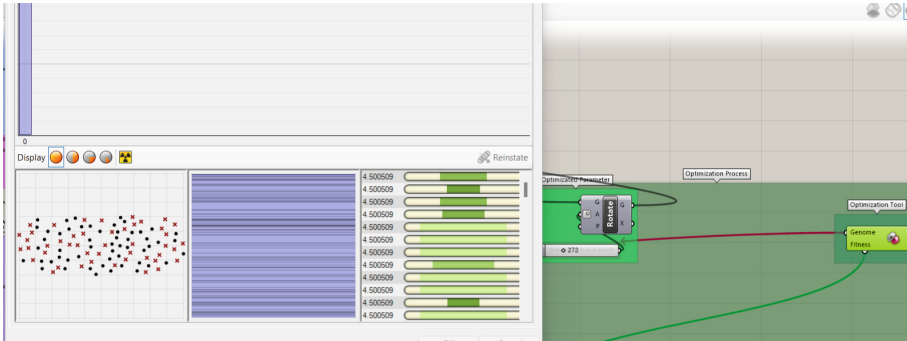 0
Display
Reinstate
4.500509
4.500509
4.500509
4.500509
4.500509
4.500509
4.500509
4.500509
4.500509
4.500509
4.500509
4.500509
Optimizated Parameter
Optimization Process
G
A
P
G
Rotate
G
X
272
Optimization Tool
Genome
Fitness